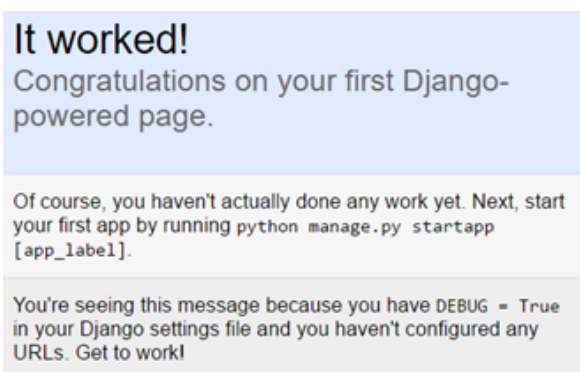 It worked!
Congratulations on your first Django-
powered page.
Of course, you haven't actually done any work yet. Next, start
your first app by running python manage.py startapp
[app_label].
You're seeing this message because you have DEBUG = True
in your Django settings file and you haven't configured any
URLs. Get to work!